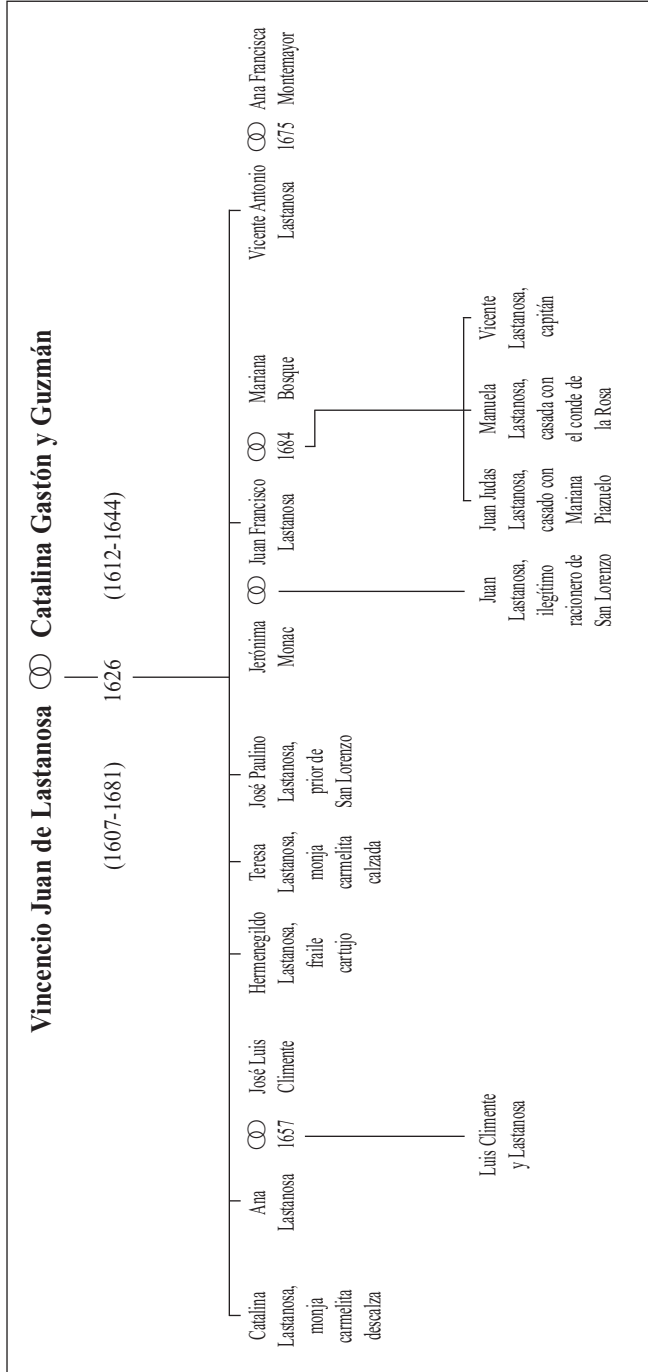 Vincencio Juan de Lastanosa Catalina Gastón y Guzmán
(1607-1681) 1626 (1612-1644)
Catalina
Lastanosa,
monja
carmelita
descalza
Ana
Lastanosa
1657
José Luis
Climente
Hermenegildo
Lastanosa,
fraile
cartujo
Teresa
Lastanosa,
monja
carmelita
calzada
José Paulino
Lastanosa,
prior de
San Lorenzo
Jerónima
Monac
Juan Francisco
Lastanosa
1684
Mariana
Bosque
Vicente Antonio
Lastanosa
1675
Ana Francisca
Montemayor
Luis Climente
y Lastanosa
Juan
Lastanosa,
ilegítimo
racionero de
San Lorenzo
Juan Judas
Lastanosa,
casado con
Mariana
Piazuelo
Manuela
Lastanosa,
casada con
el conde de
la Rosa
Vicente
Lastanosa,
capitán